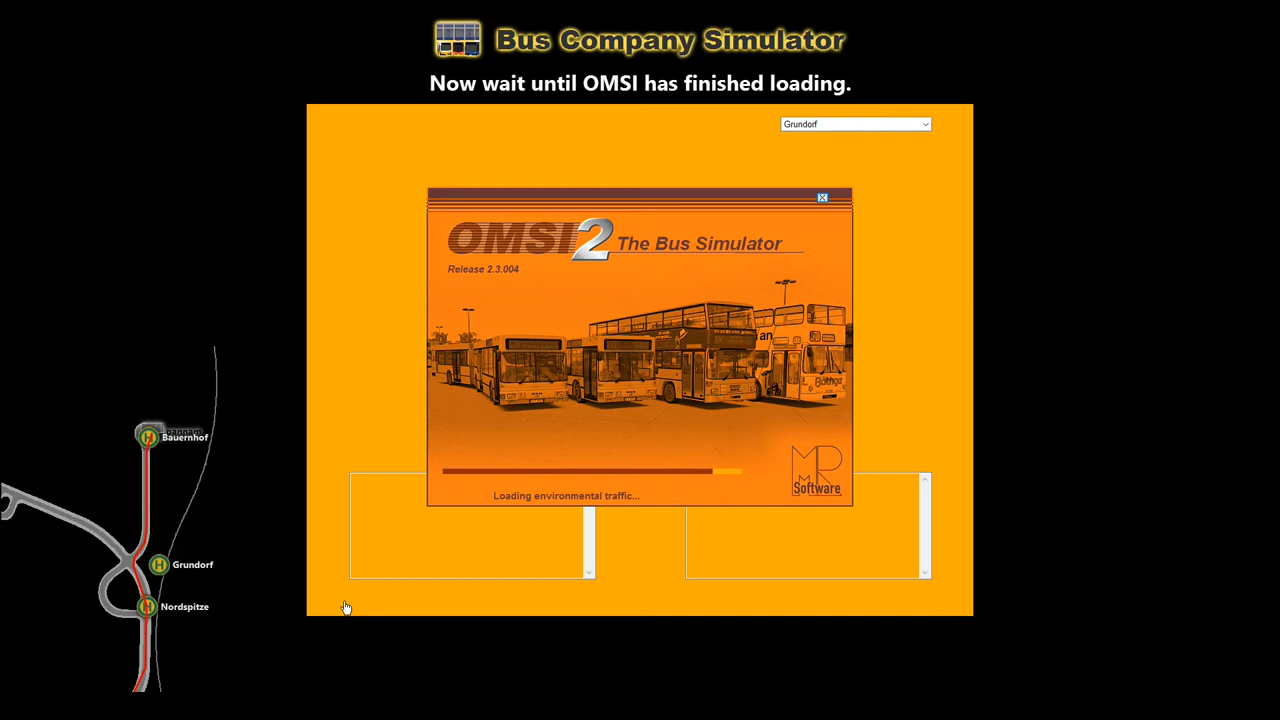 Bus Company Simulator
Now wait until OMSI has finished loading.
Grundorf
OMSI 2 The Bus Simulator
Release 2.3.004
MR Software
Loading environmental traffic...
Bauernhof
Grundorf
Nordspitze